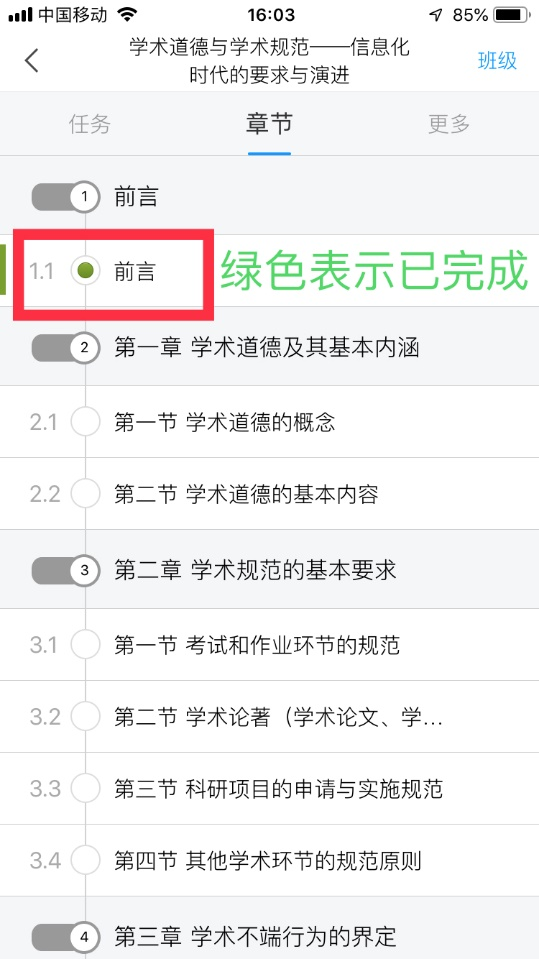 中国移动 16:03 85%
学术道德与学术规范——信息化
时代的要求与演进
班级
任务 章节 更多
1 前言
1.1 前言 绿色表示已完成
2 第一章 学术道德及其基本内涵
2.1 第一节 学术道德的概念
2.2 第二节 学术道德的基本内容
3 第二章 学术规范的基本要求
3.1 第一节 考试和作业环节的规范
3.2 第二节 学术论著（学术论文、学...
3.3 第三节 科研项目的申请与实施规范
3.4 第四节 其他学术环节的规范原则
4 第三章 学术不端行为的界定